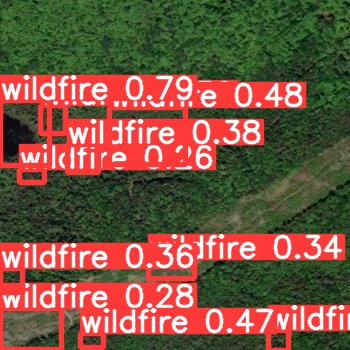 wildfire 0.79
wildfire 0.48
wildfire 0.38
wildfire 0.26
wildfire 0.34
wildfire 0.36
wildfire 0.28
wildfire 0.47